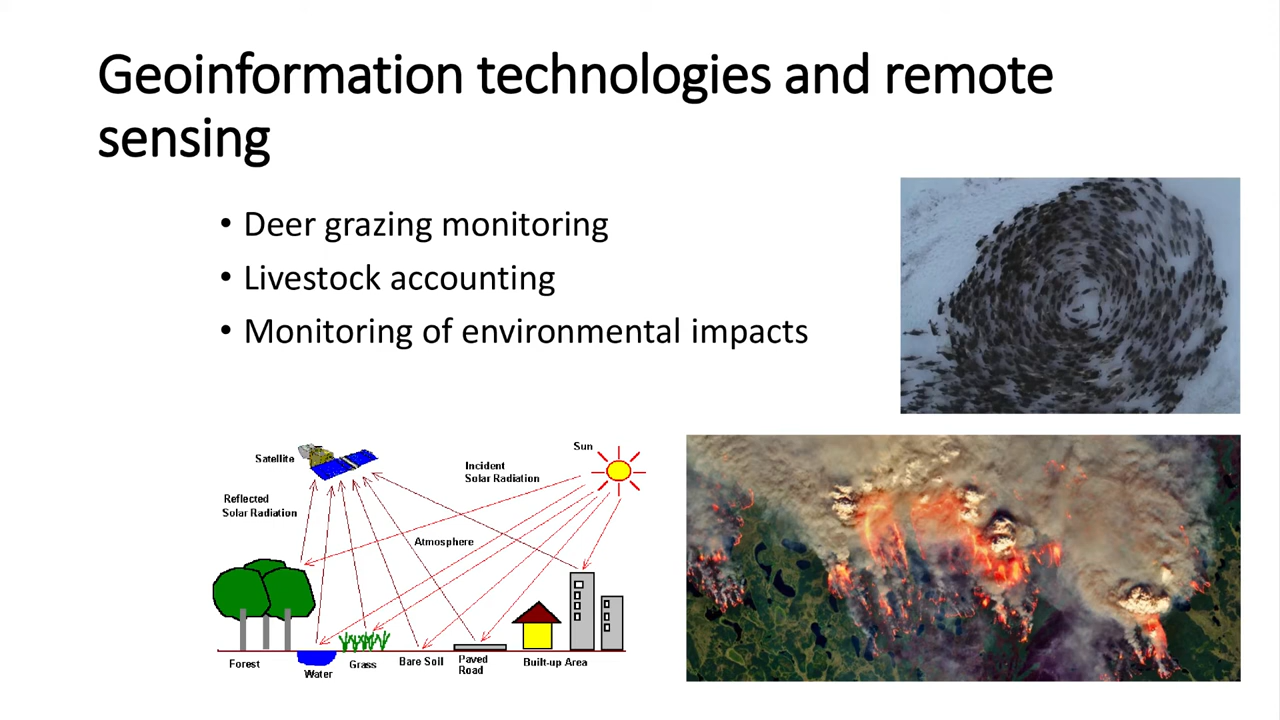 Geoinformation technologies and remote
sensing
• Deer grazing monitoring
• Livestock accounting
• Monitoring of environmental impacts
Satellite
Sun
Incident
Solar Radiation
Reflected
Solar Radiation
Atmosphere
Forest
Water
Grass
Bare Soil
Paved
Road
Built-up Area